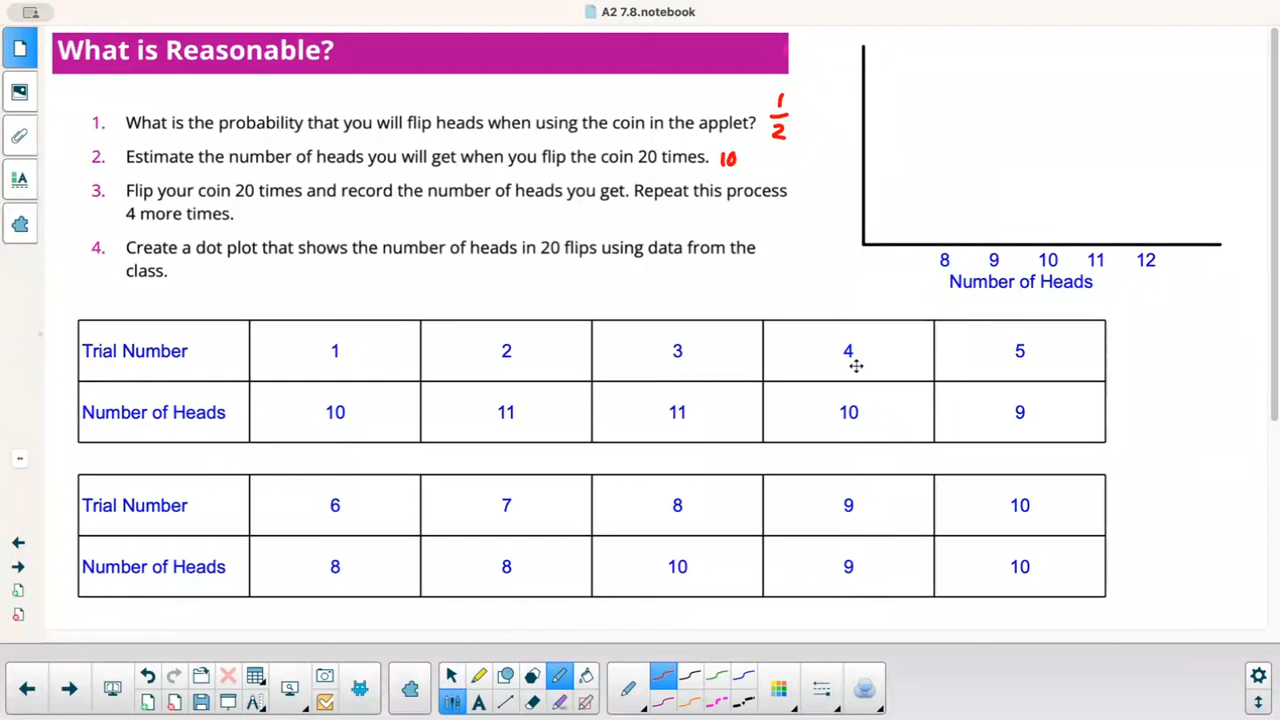 A2 7.8.notebook
What is Reasonable?
1. What is the probability that you will flip heads when using the coin in the applet? 1/2
2. Estimate the number of heads you will get when you flip the coin 20 times. 10
3. Flip your coin 20 times and record the number of heads you get. Repeat this process
4 more times.
4. Create a dot plot that shows the number of heads in 20 flips using data from the
class.
8 9 10 11 12
Number of Heads
Trial Number 1 2 3 4 5
Number of Heads 10 11 11 10 9
Trial Number 6 7 8 9 10
Number of Heads 8 8 10 9 10